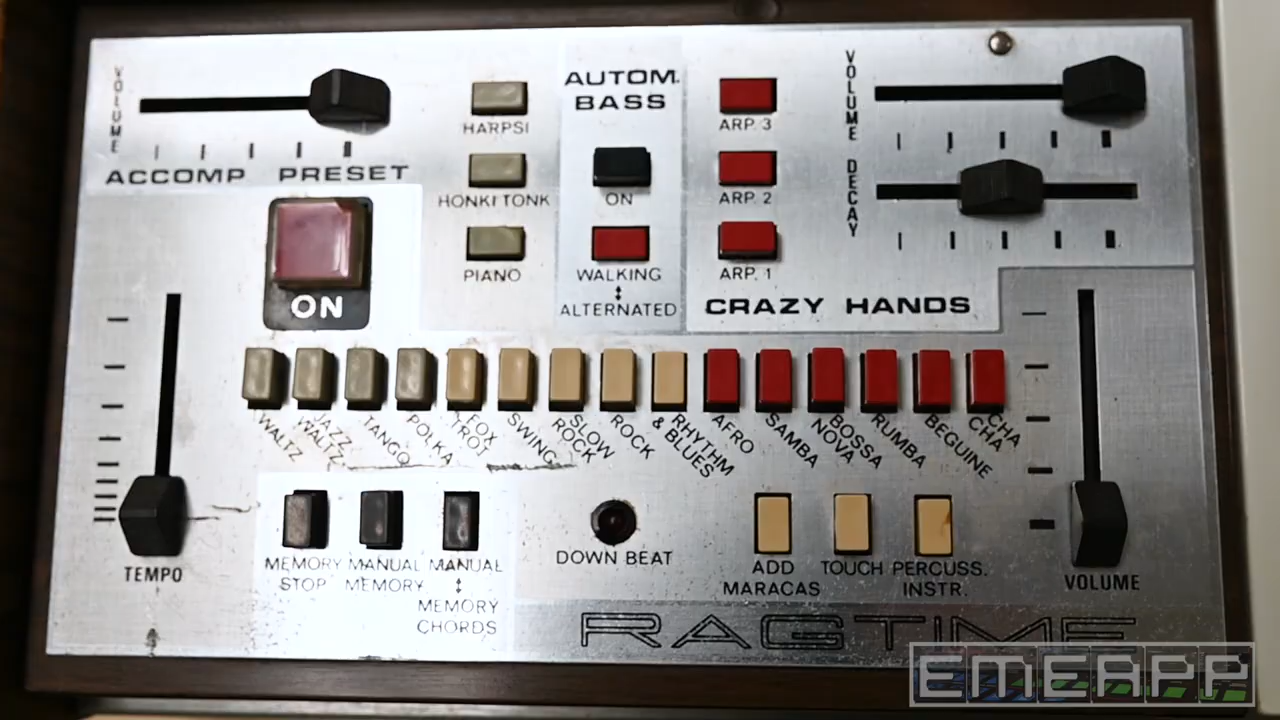 VOLUME
ACCOMP PRESET
ON
HARPSI
HONKI TONK
PIANO
AUTOM.
BASS
ON
WALKING
ALTERNATED
ARP. 3
ARP. 2
ARP. 1
CRAZY HANDS
VOLUME
DECAY
WALTZ
JAZZ
WALTZ
TANGO
POLKA
FOX
TROT
SWING
SLOW
ROCK
ROCK
RHYTHM
& BLUES
AFRO
SAMBA
BOSSA
NOVA
RUMBA
BEGUINE
CHA
CHA
TEMPO
MEMORY
STOP
MANUAL
MEMORY
MANUAL
MEMORY
CHORDS
DOWN BEAT
ADD
MARACAS
TOUCH
PERCUSS.
INSTR.
VOLUME
RAGTIME
EMEAPP